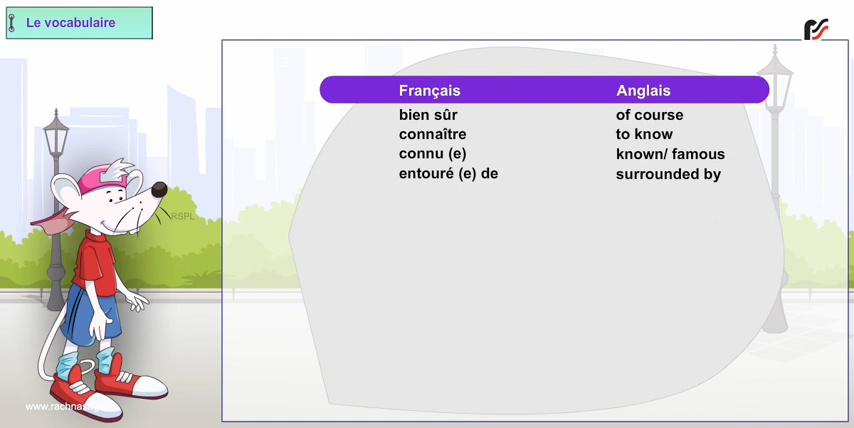 Le vocabulaire
Français Anglais
bien sûr of course
connaître to know
connu (e) known/ famous
entouré (e) de surrounded by
RSPL